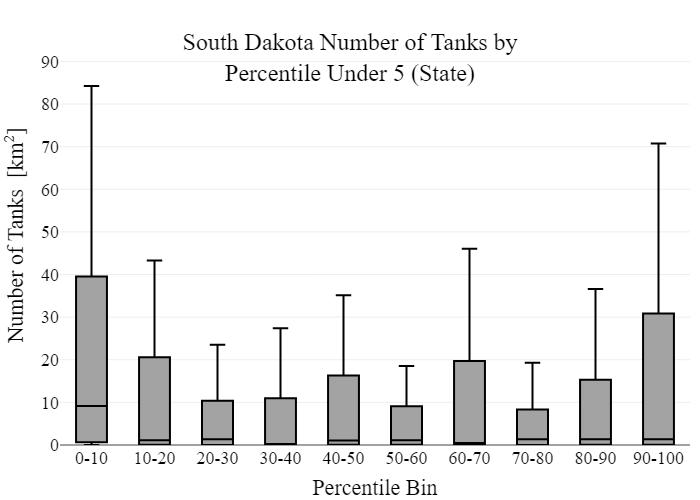 South Dakota Number of Tanks by
Percentile Under 5 (State)
Number of Tanks [km²]
90
80
70
60
50
40
30
20
10
0
0-10 10-20 20-30 30-40 40-50 50-60 60-70 70-80 80-90 90-100
Percentile Bin